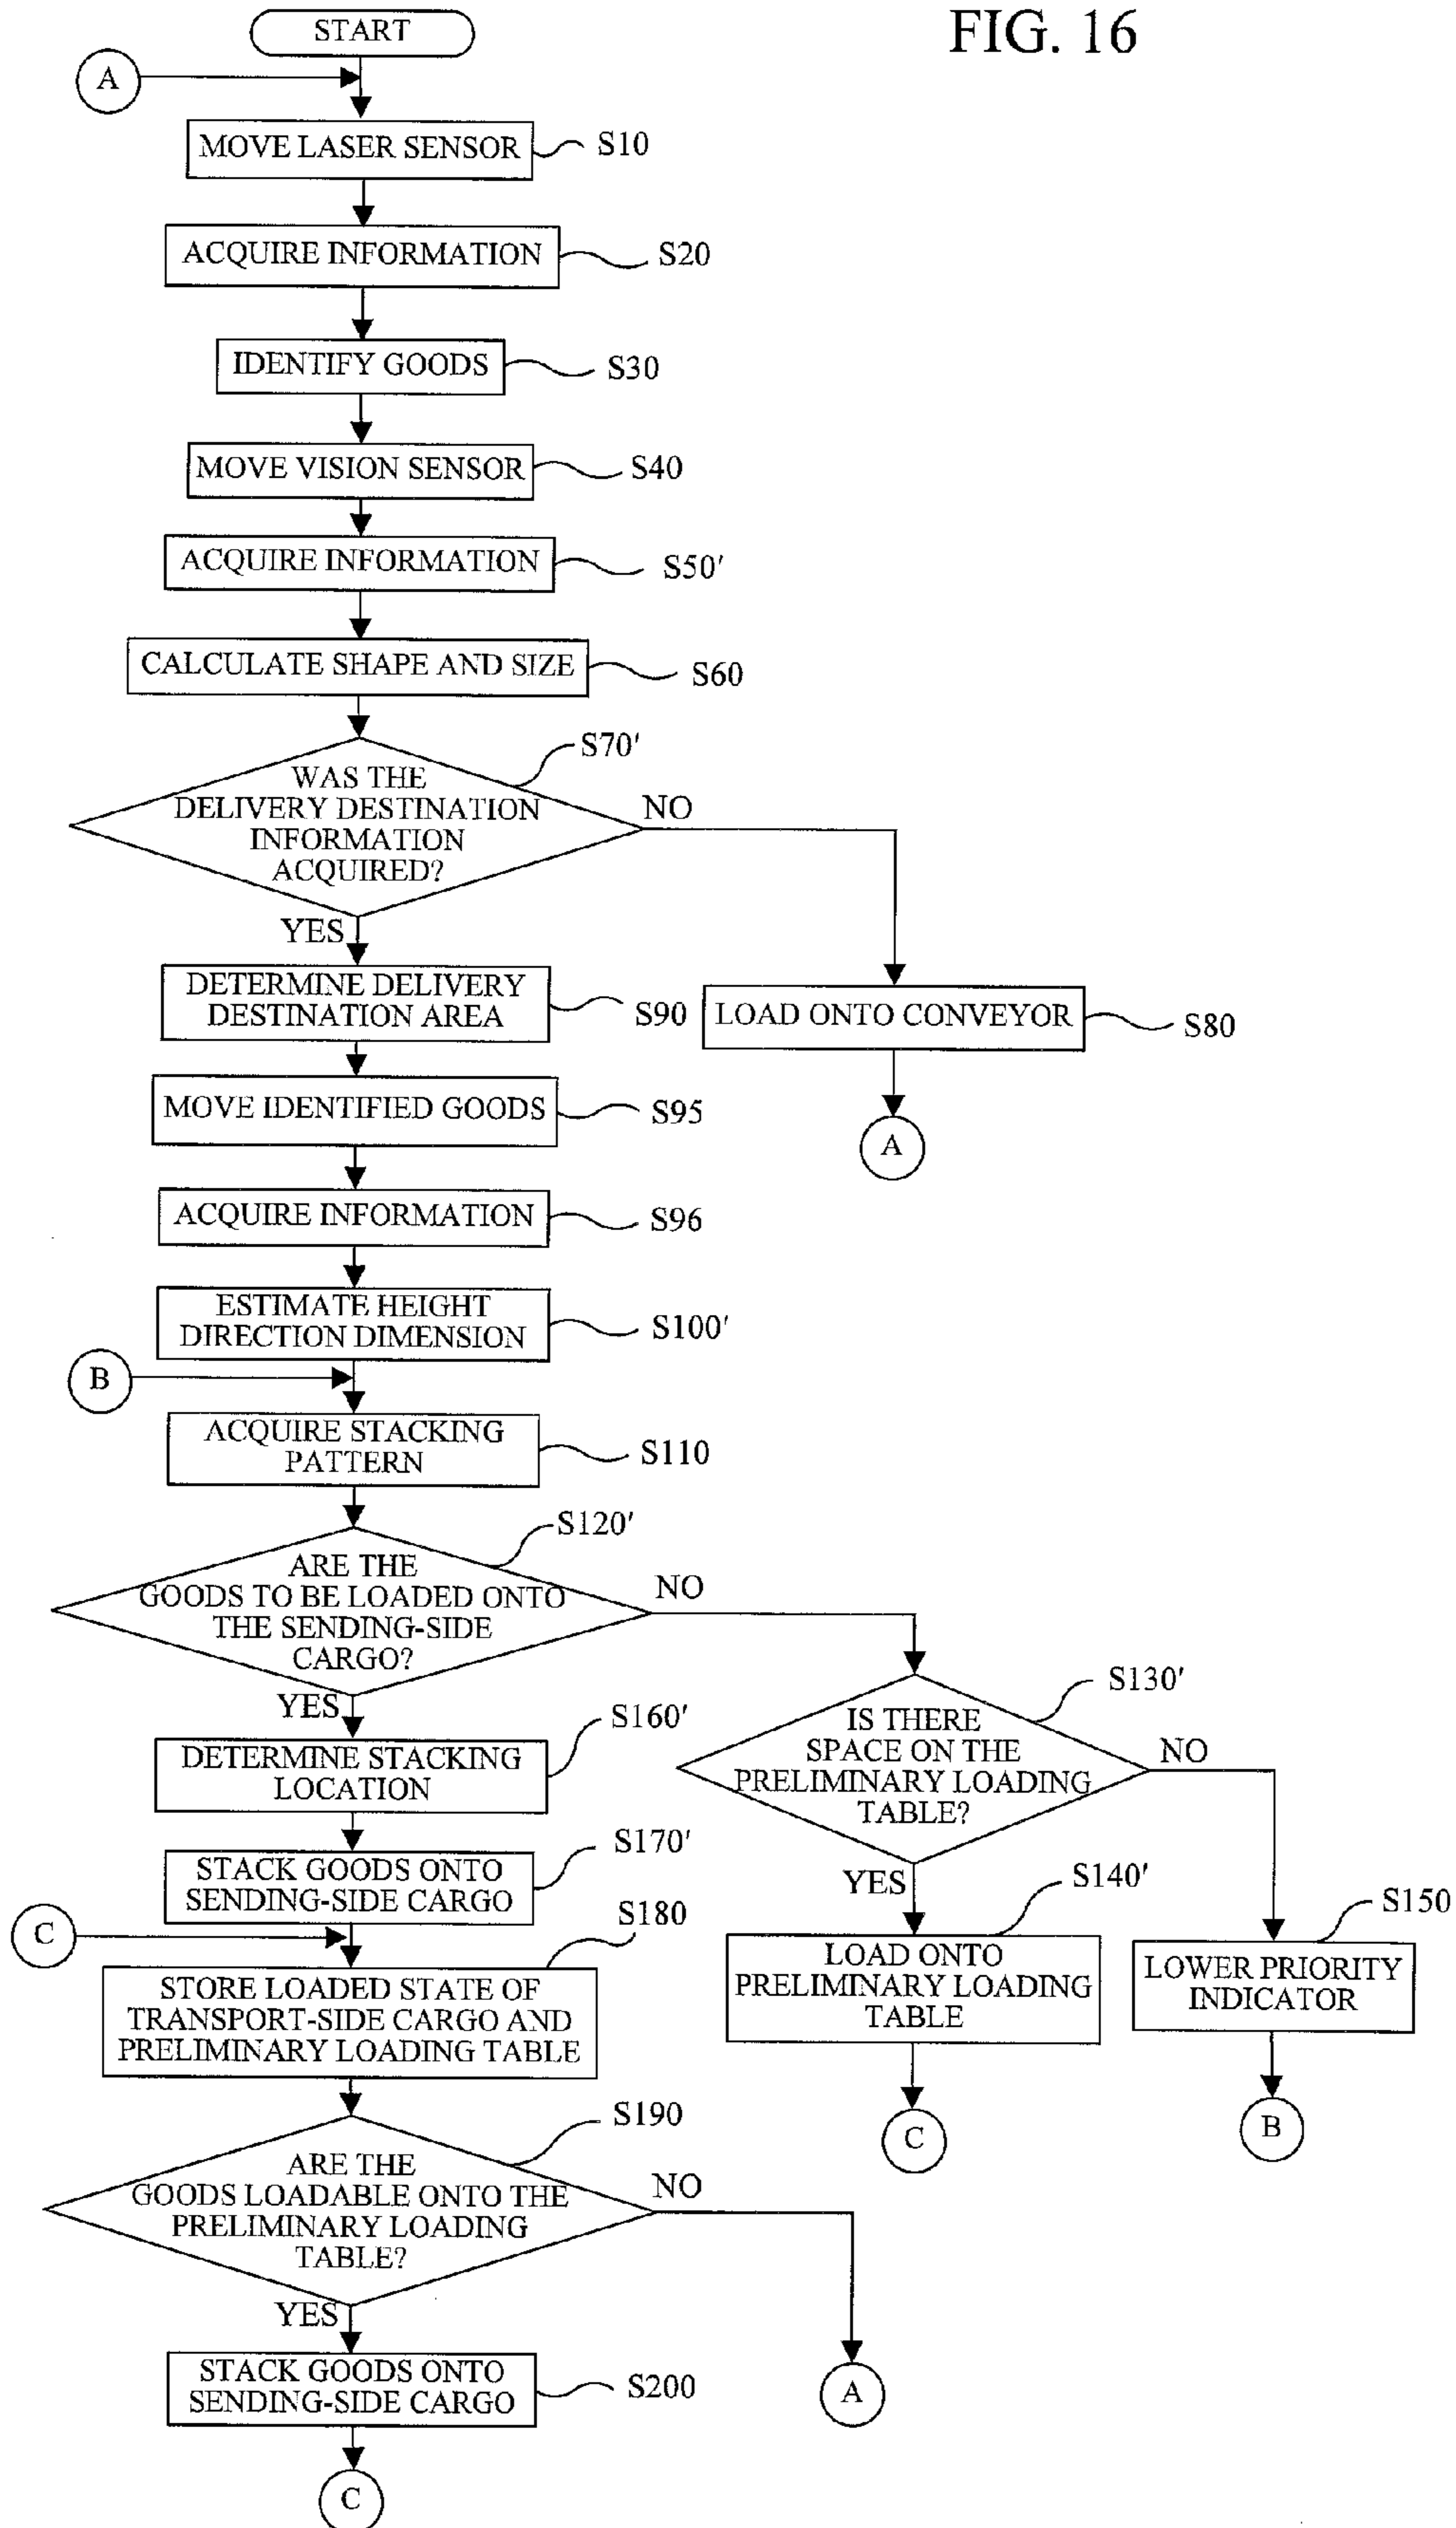 FIG. 16
START
A
MOVE LASER SENSOR
S10
ACQUIRE INFORMATION
S20
IDENTIFY GOODS
S30
MOVE VISION SENSOR
S40
ACQUIRE INFORMATION
S50'
CALCULATE SHAPE AND SIZE
S60
S70'
WAS THE
DELIVERY DESTINATION
INFORMATION
ACQUIRED?
NO
YES
DETERMINE DELIVERY
DESTINATION AREA
S90
LOAD ONTO CONVEYOR
S80
MOVE IDENTIFIED GOODS
S95
A
ACQUIRE INFORMATION
S96
ESTIMATE HEIGHT
DIRECTION DIMENSION
S100'
B
ACQUIRE STACKING
PATTERN
S110
S120'
ARE THE
GOODS TO BE LOADED ONTO
THE SENDING-SIDE
CARGO?
NO
YES
S130'
IS THERE
SPACE ON THE
PRELIMINARY LOADING
TABLE?
NO
YES
S160'
DETERMINE STACKING
LOCATION
S170'
STACK GOODS ONTO
SENDING-SIDE CARGO
S140'
LOAD ONTO
PRELIMINARY LOADING
TABLE
S150
LOWER PRIORITY
INDICATOR
C
S180
STORE LOADED STATE OF
TRANSPORT-SIDE CARGO AND
PRELIMINARY LOADING TABLE
C
B
S190
ARE THE
GOODS LOADABLE ONTO THE
PRELIMINARY LOADING
TABLE?
NO
YES
STACK GOODS ONTO
SENDING-SIDE CARGO
S200
A
C